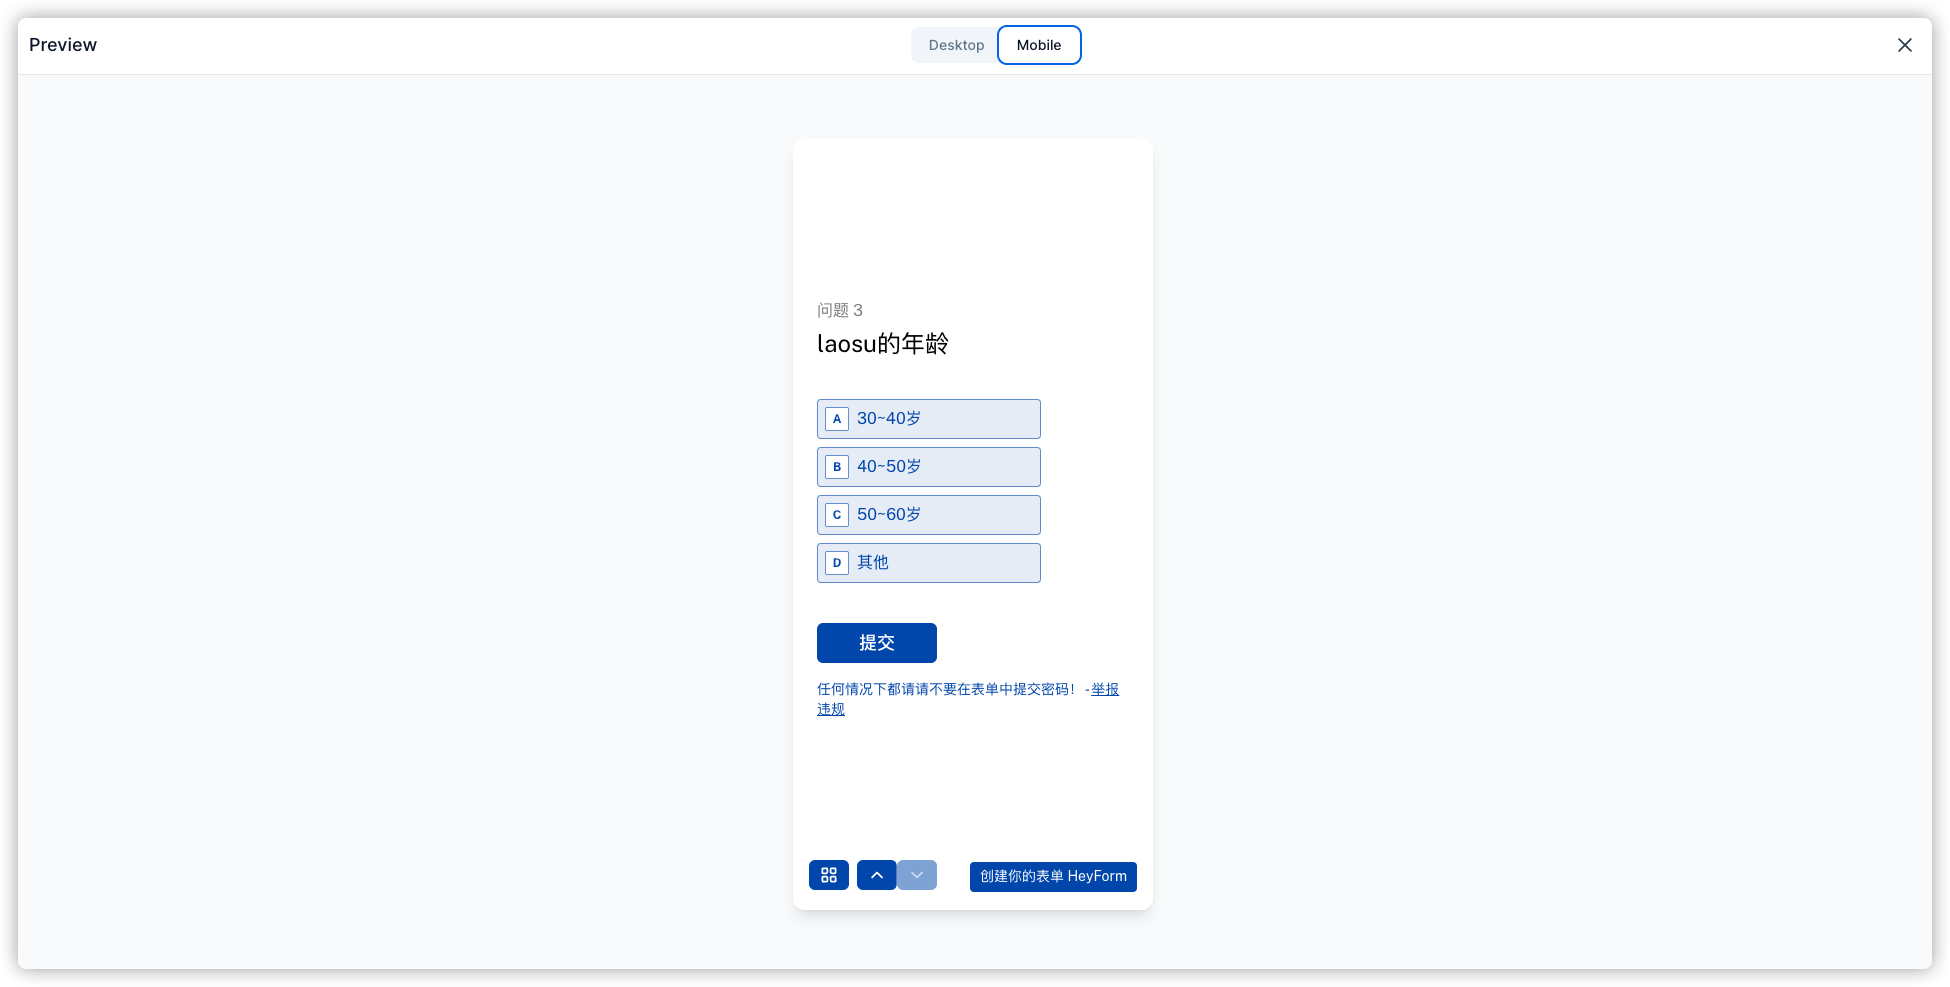 Preview
Desktop
Mobile
问题 3
laosu的年龄
A 30~40岁
B 40~50岁
C 50~60岁
D 其他
提交
任何情况下都请请不要在表单中提交密码！ -举报
违规
创建你的表单 HeyForm